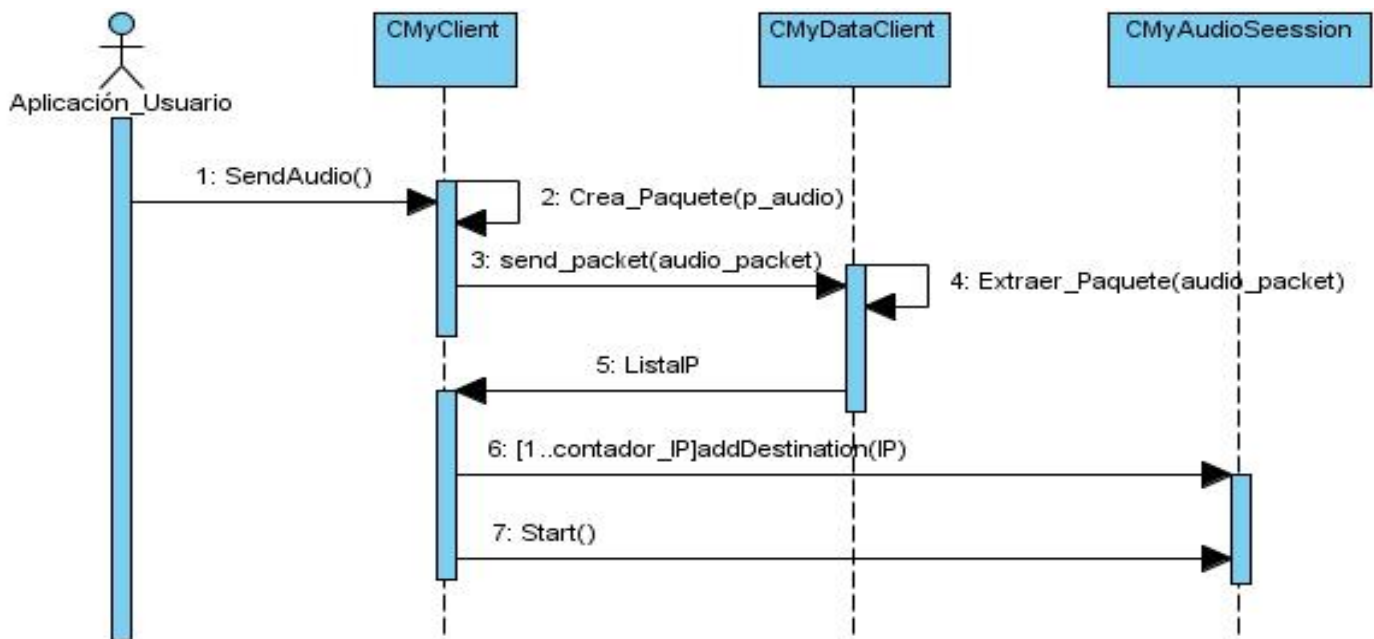 CMyClient
CMyDataClient
CMyAudioSeession
Aplicación_Usuario
1: SendAudio()
2: Crea_Paquete(p_audio)
3: send_packet(audio_packet)
4: Extraer_Paquete(audio_packet)
5: ListaIP
6: [1..contador_IP]addDestination(IP)
7: Start()